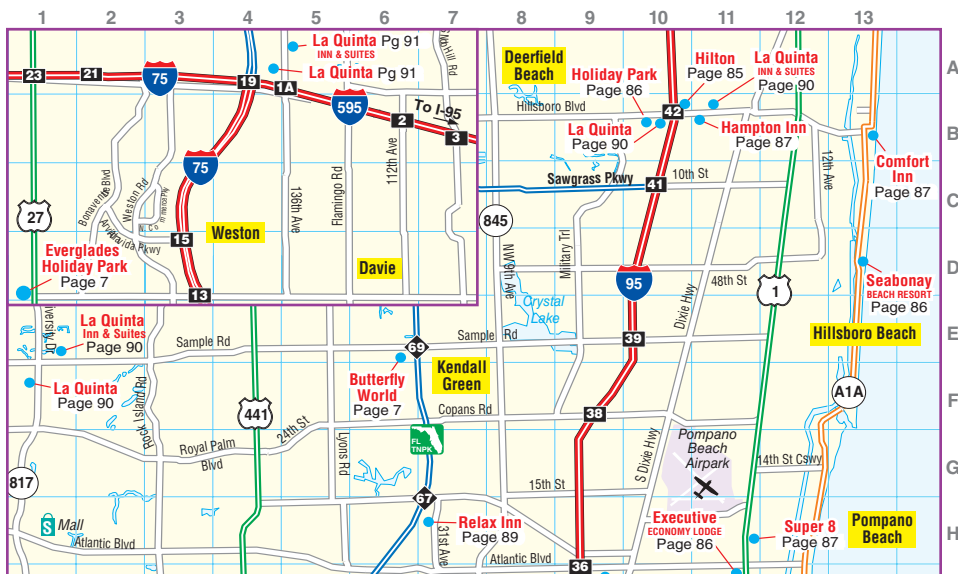 1 2 3 4 5 6 7 8 9 10 11 12 13
A
B
C
D
E
F
G
H
La Quinta Pg 91
INN & SUITES
La Quinta Pg 91
23
21
75
19
1A
595
To I-95
2
3
75
27
15
13
Bonaventure Blvd
Weston Rd
Arvida Pkwy
136th Ave
Flamingo Rd
112th Ave
Weston
Davie
Everglades
Holiday Park
Page 7
Deerfield
Beach
Hilton
Page 85
La Quinta
INN & SUITES
Page 90
Holiday Park
Page 86
Hillsboro Blvd
42
La Quinta
Page 90
Hampton Inn
Page 87
Comfort
Inn
Page 87
Sawgrass Pkwy
41
10th St
12th Ave
845
NW 9th Ave
Military Trl
95
Dixie Hwy
48th St
1
Seabonay
BEACH RESORT
Page 86
Crystal
Lake
Hillsboro Beach
La Quinta
Inn & Suites
Page 90
Sample Rd
69
Sample Rd
39
La Quinta
Page 90
Rock Island Rd
441
Butterfly
World
Page 7
Kendall
Green
Copans Rd
38
A1A
24th St
Royal Palm
Blvd
Lyons Rd
FL
TNPK
S Dixie Hwy
Pompano
Beach
Airpark
14th St Cswy
817
67
15th St
S Mall
Atlantic Blvd
Relax Inn
Page 89
31st Ave
Atlantic Blvd
36
Executive
ECONOMY LODGE
Page 86
Super 8
Page 87
Pompano
Beach